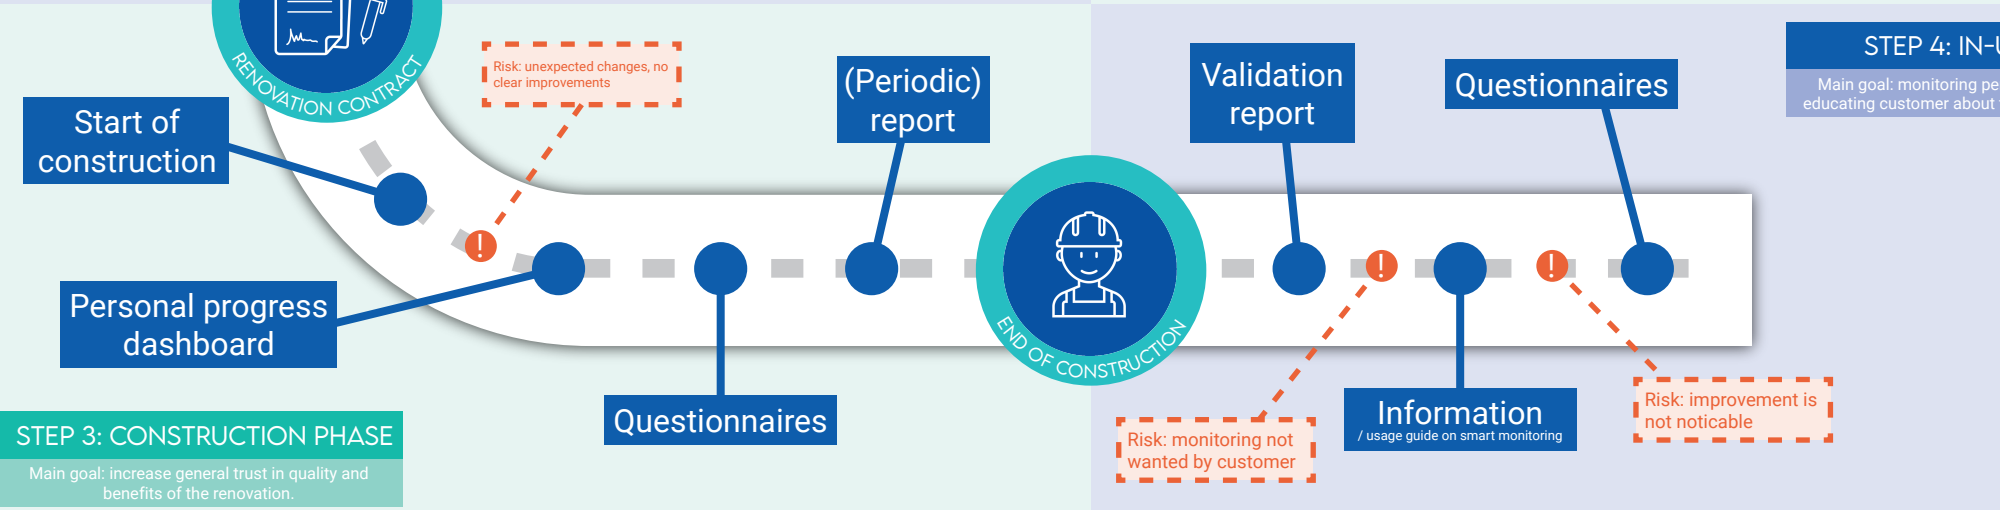 RENOVATION CONTRACT
Start of
construction
Risk: unexpected changes, no
clear improvements
(Periodic)
report
Validation
report
Questionnaires
STEP 4: IN-U
Main goal: monitoring pe
educating customer about
Personal progress
dashboard
Questionnaires
END OF CONSTRUCTION
Risk: monitoring not
wanted by customer
Information
/ usage guide on smart monitoring
Risk: improvement is
not noticable
STEP 3: CONSTRUCTION PHASE
Main goal: increase general trust in quality and
benefits of the renovation.